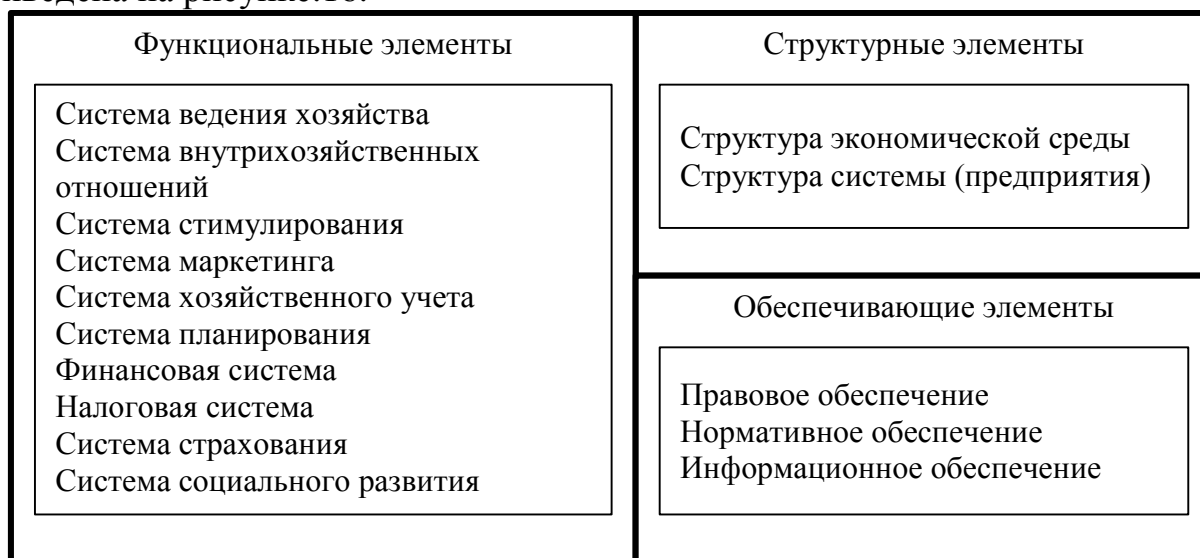 на рисунке.
Функциональные элементы
Система ведения хозяйства
Система внутрихозяйственных
отношений
Система стимулирования
Система маркетинга
Система хозяйственного учета
Система планирования
Финансовая система
Налоговая система
Система страхования
Система социального развития
Структурные элементы
Структура экономической среды
Структура системы (предприятия)
Обеспечивающие элементы
Правовое обеспечение
Нормативное обеспечение
Информационное обеспечение